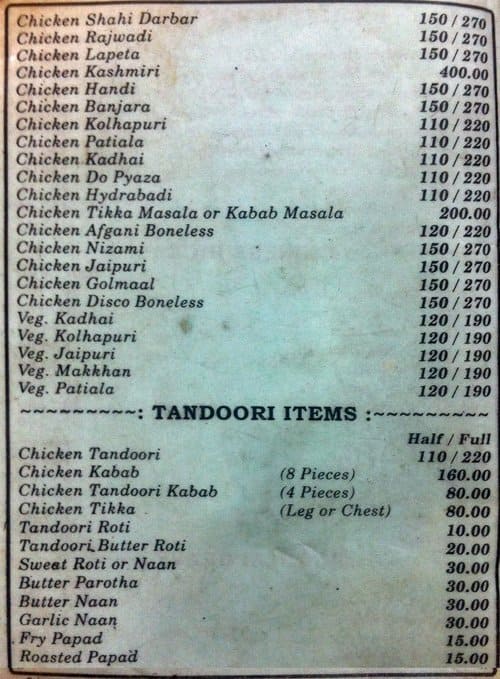 Chicken Shahi Darbar 150/270
Chicken Rajwadi 150/270
Chicken Lapeta 150/270
Chicken Kashmiri 400.00
Chicken Handi 150/270
Chicken Banjara 150/270
Chicken Kolhapuri 110/220
Chicken Patiala 110/220
Chicken Kadhai 110/220
Chicken Do Pyaza 110/220
Chicken Hydrabadi 110/220
Chicken Tikka Masala or Kabab Masala 200.00
Chicken Afgani Boneless 120/220
Chicken Nizami 150/270
Chicken Jaipuri 150/270
Chicken Golmaal 150/270
Chicken Disco Boneless 150/270
Veg. Kadhai 120/190
Veg. Kolhapuri 120/190
Veg. Jaipuri 120/190
Veg. Makkhan 120/190
Veg. Patiala 120/190
~~~~~~~~~: TANDOORI ITEMS :~~~~~~~~~
Half / Full
Chicken Tandoori 110/220
Chicken Kabab (8 Pieces) 160.00
Chicken Tandoori Kabab (4 Pieces) 80.00
Chicken Tikka (Leg or Chest) 80.00
Tandoori Roti 10.00
Tandoori Butter Roti 20.00
Sweet Roti or Naan 30.00
Butter Parotha 30.00
Butter Naan 30.00
Garlic Naan 30.00
Fry Papad 15.00
Roasted Papad 15.00